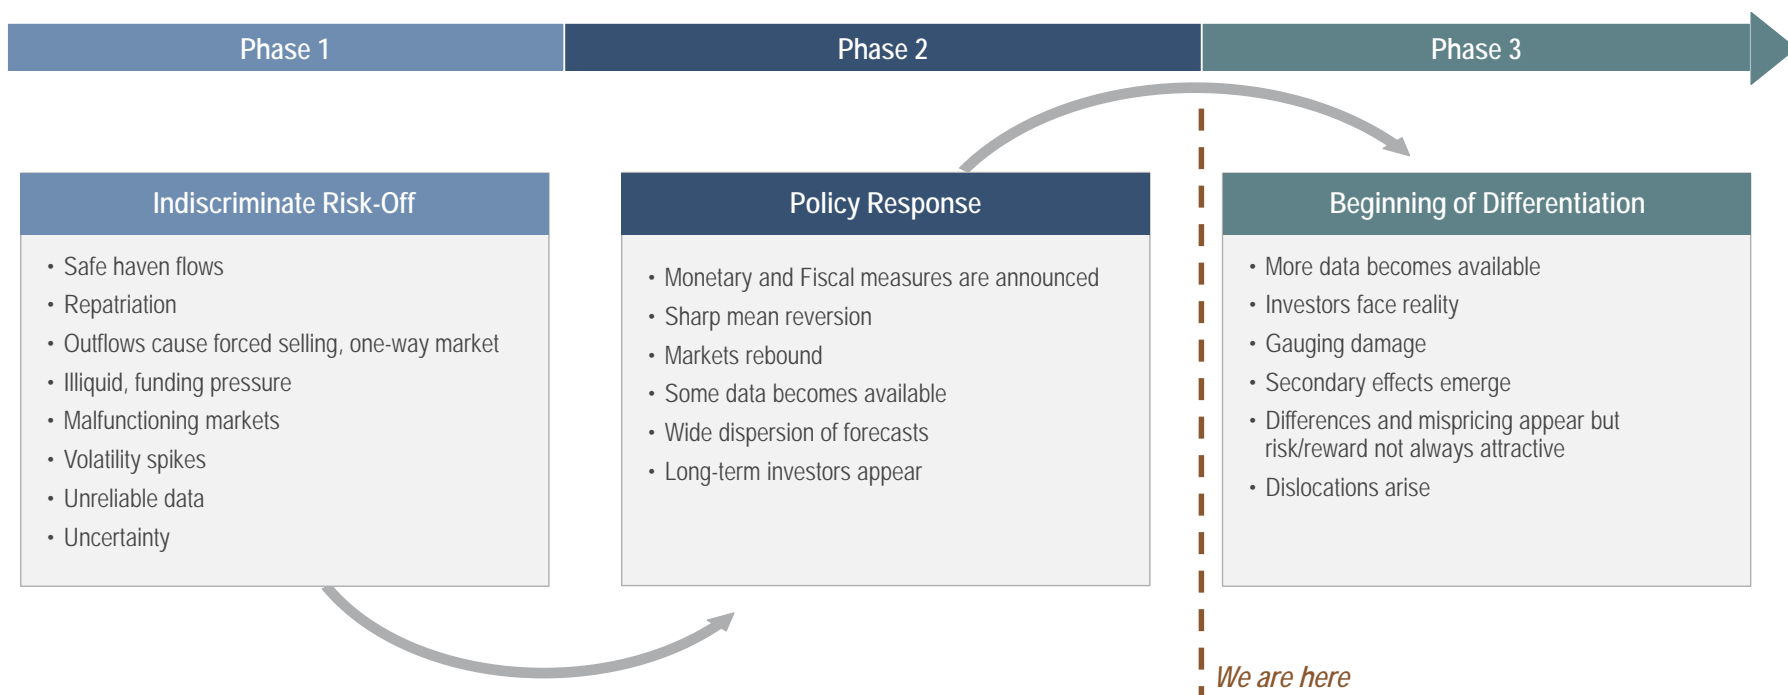 Phase 1
Phase 2
Phase 3
Indiscriminate Risk-Off
• Safe haven flows
• Repatriation
• Outflows cause forced selling, one-way market
• Illiquid, funding pressure
• Malfunctioning markets
• Volatility spikes
• Unreliable data
• Uncertainty
Policy Response
• Monetary and Fiscal measures are announced
• Sharp mean reversion
• Markets rebound
• Some data becomes available
• Wide dispersion of forecasts
• Long-term investors appear
Beginning of Differentiation
• More data becomes available
• Investors face reality
• Gauging damage
• Secondary effects emerge
• Differences and mispricing appear but
risk/reward not always attractive
• Dislocations arise
We are here